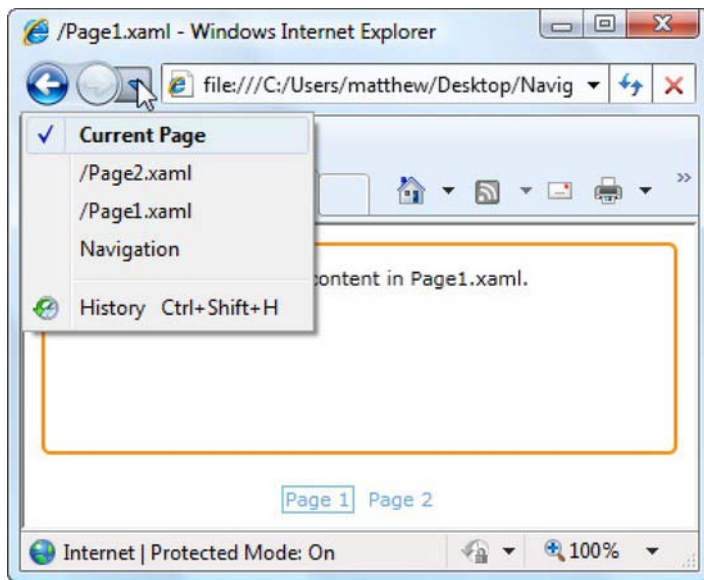 /Page1.xaml - Windows Internet Explorer
file:///C:/Users/matthew/Desktop/Navig
Current Page
/Page2.xaml
/Page1.xaml
Navigation
History Ctrl+Shift+H
content in Page1.xaml.
Page 1 Page 2
Internet | Protected Mode: On 100%